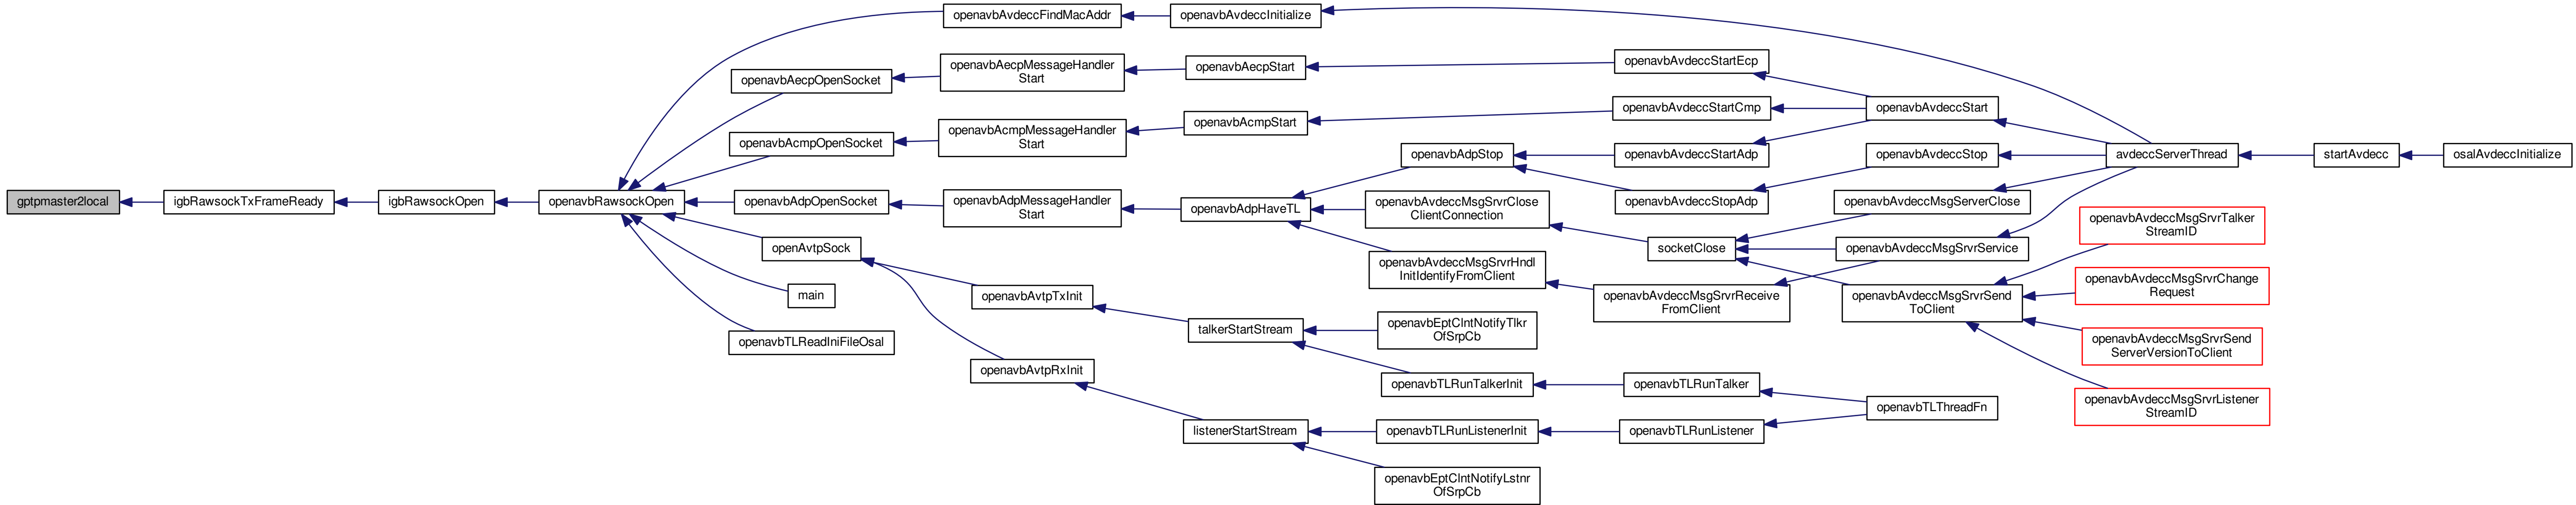 gptpmaster2local
igbRawsockTxFrameReady
igbRawsockOpen
openavbRawsockOpen
openavbAvdeccFindMacAddr
openavbAvdeccInitialize
openavbAecpOpenSocket
openavbAecpMessageHandler
Start
openavbAecpStart
openavbAvdeccStartEcp
openavbAcmpOpenSocket
openavbAcmpMessageHandler
Start
openavbAcmpStart
openavbAvdeccStartCmp
openavbAvdeccStart
openavbAdpOpenSocket
openavbAdpMessageHandler
Start
openavbAdpHaveTL
openavbAdpStop
openavbAvdeccStartAdp
openavbAvdeccStopAdp
openavbAvdeccStop
avdeccServerThread
startAvdecc
osalAvdeccInitialize
openavbAvdeccMsgSrvrClose
ClientConnection
socketClose
openavbAvdeccMsgServerClose
openavbAvdeccMsgSrvrService
openavbAvdeccMsgSrvrHndl
InitIdentifyFromClient
openavbAvdeccMsgSrvrReceive
FromClient
openavbAvdeccMsgSrvrSend
ToClient
openavbAvdeccMsgSrvrTalker
StreamID
openavbAvdeccMsgSrvrChange
Request
openavbAvdeccMsgSrvrSend
ServerVersionToClient
openavbAvdeccMsgSrvrListener
StreamID
openAvtpSock
main
openavbTLReadIniFileOsal
openavbAvtpTxInit
openavbAvtpRxInit
talkerStartStream
openavbEptClntNotifyTlkr
OfSrpCb
openavbTLRunTalkerInit
openavbTLRunTalker
openavbTLThreadFn
listenerStartStream
openavbTLRunListenerInit
openavbTLRunListener
openavbEptClntNotifyLstnr
OfSrpCb